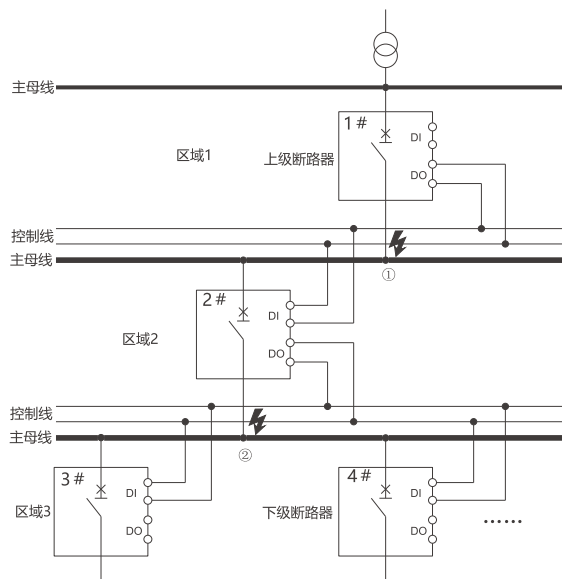 主母线
1#
DI
区域1
上级断路器
DO
控制线
主母线
①
2#
DI
区域2
DO
控制线
主母线
②
3#
DI
4#
DI
区域3
DO
下级断路器
DO
······